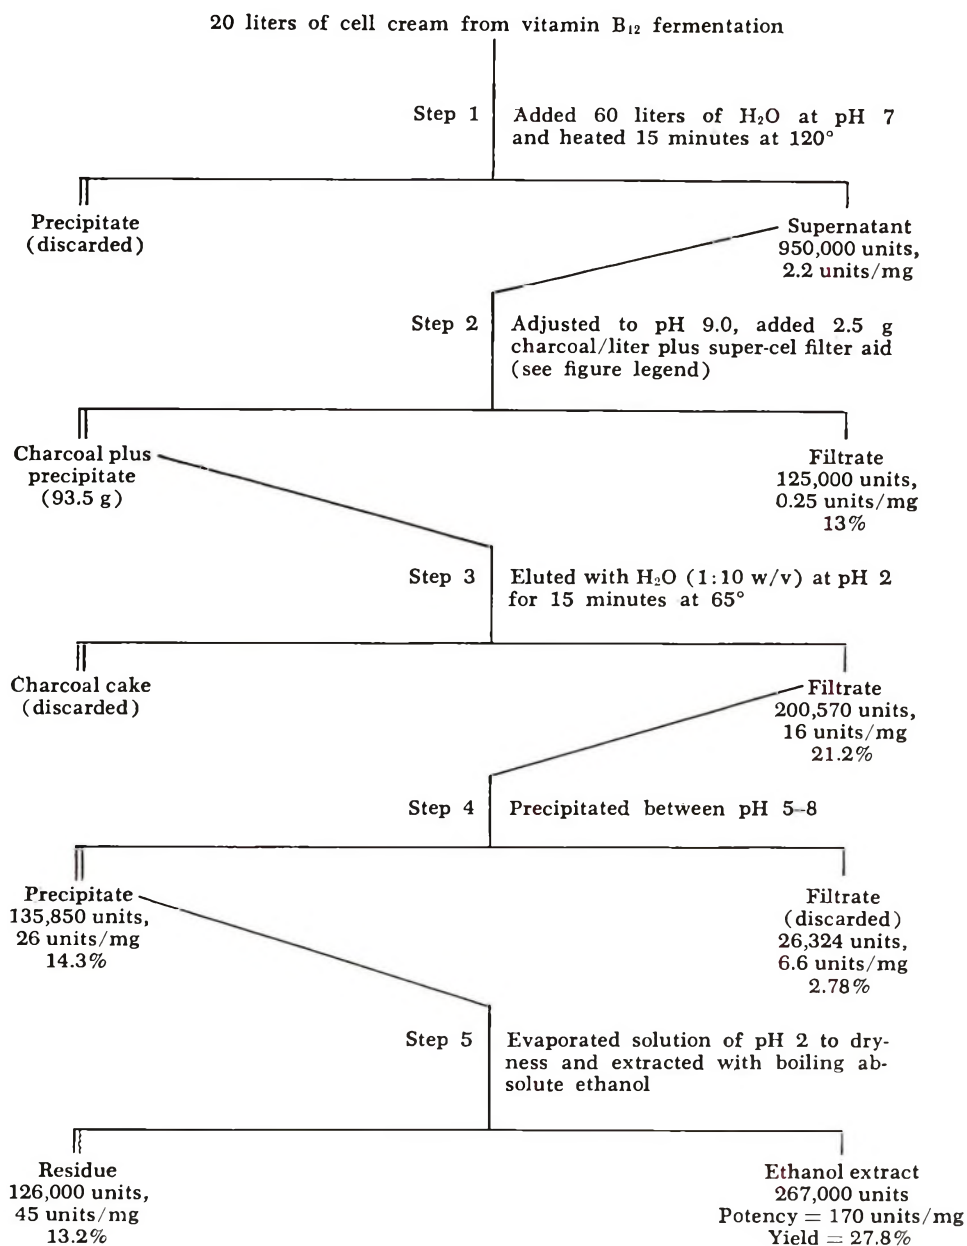 20 liters of cell cream from vitamin B₁₂ fermentation
Step 1
Added 60 liters of H₂O at pH 7
and heated 15 minutes at 120°
Precipitate
(discarded)
Supernatant
950,000 units,
2.2 units/mg
Step 2
Adjusted to pH 9.0, added 2.5 g
charcoal/liter plus super-cel filter aid
(see figure legend)
Charcoal plus
precipitate
(93.5 g)
Filtrate
125,000 units,
0.25 units/mg
13%
Step 3
Eluted with H₂O (1:10 w/v) at pH 2
for 15 minutes at 65°
Charcoal cake
(discarded)
Filtrate
200,570 units,
16 units/mg
21.2%
Step 4
Precipitated between pH 5–8
Precipitate
135,850 units,
26 units/mg
14.3%
Filtrate
(discarded)
26,324 units,
6.6 units/mg
2.78%
Step 5
Evaporated solution of pH 2 to dry-
ness and extracted with boiling ab-
solute ethanol
Residue
126,000 units,
45 units/mg
13.2%
Ethanol extract
267,000 units
Potency = 170 units/mg
Yield = 27.8%